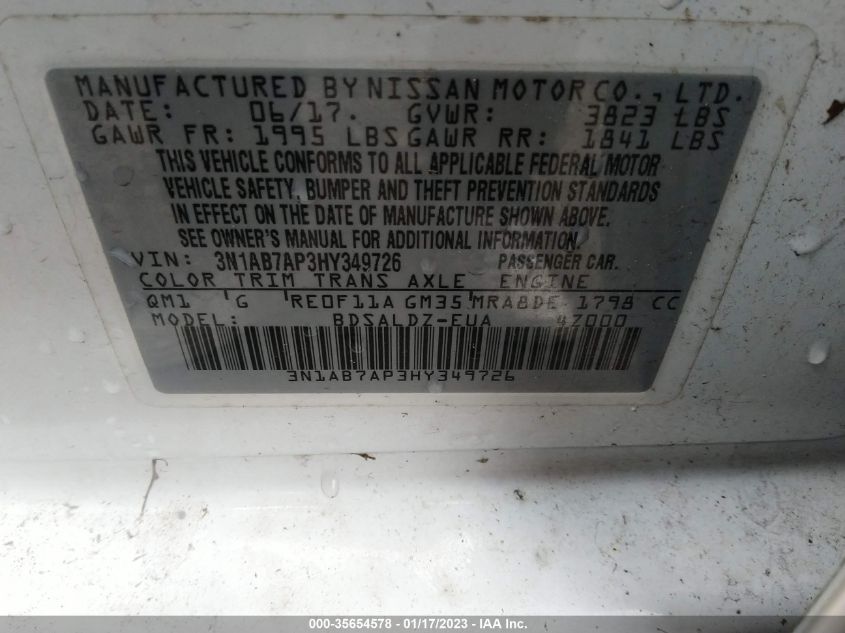 MANUFACTURED BY NISSAN MOTOR CO., LTD.
DATE: 06/17. GVWR: 3823 LBS
GAWR FR: 1995 LBS GAWR RR: 1841 LBS
THIS VEHICLE CONFORMS TO ALL APPLICABLE FEDERAL MOTOR
VEHICLE SAFETY, BUMPER AND THEFT PREVENTION STANDARDS
IN EFFECT ON THE DATE OF MANUFACTURE SHOWN ABOVE.
SEE OWNER'S MANUAL FOR ADDITIONAL INFORMATION.
VIN: 3N1AB7AP3HY349726 PASSENGER CAR.
COLOR TRIM TRANS AXLE ENGINE
QM1 G RE0F11A GM35 MRA8DE 1798 CC
MODEL: BDSALDZ-EUA 4Z000
3N1AB7AP3HY349726
000-35654578 - 01/17/2023 - IAA Inc.